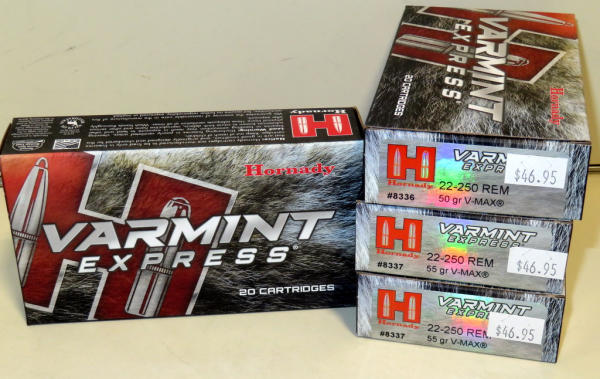 Hornady
H
Hornady
VARMINT
EXPRESS®
20 CARTRIDGES
VARMINT
EXPRESS
20 CARTRIDGES
Hornady
H
Hornady
VARMINT
EXPRESS
$46.95
22-250 REM
#8336
50 gr V-MAX®
H
Hornady
VARMINT
EXPRESS
$46.95
22-250 REM
#8337
55 gr V-MAX®
H
Hornady
VARMINT
EXPRE
$46.95
22-250 REM
#8337
55 gr V-MAX®